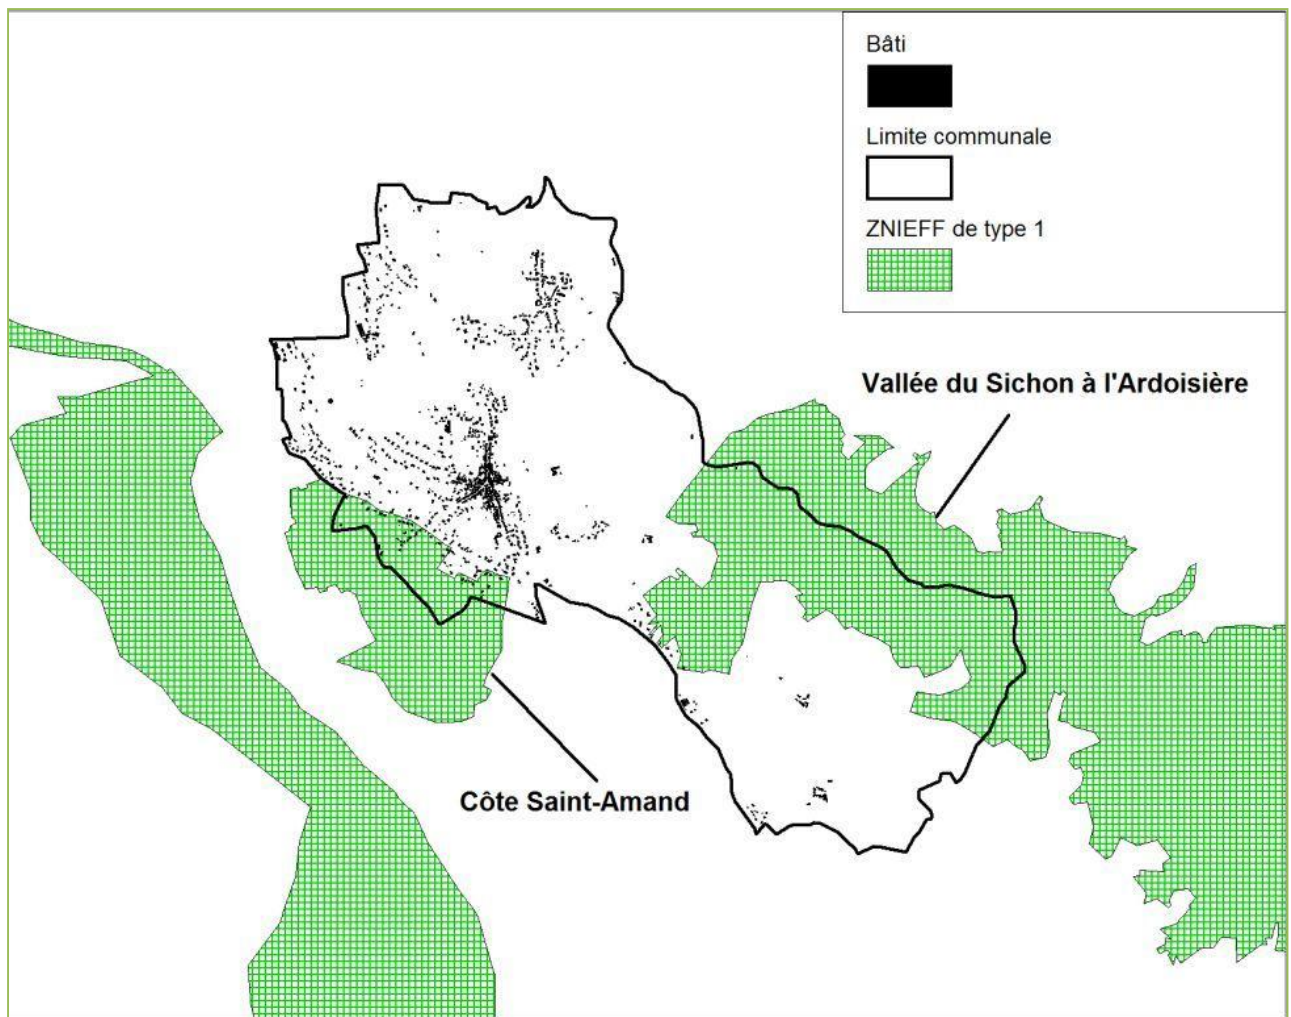 Bâti
Limite communale
ZNIEFF de type 1
Vallée du Sichon à l'Ardoisière
Côte Saint-Amand